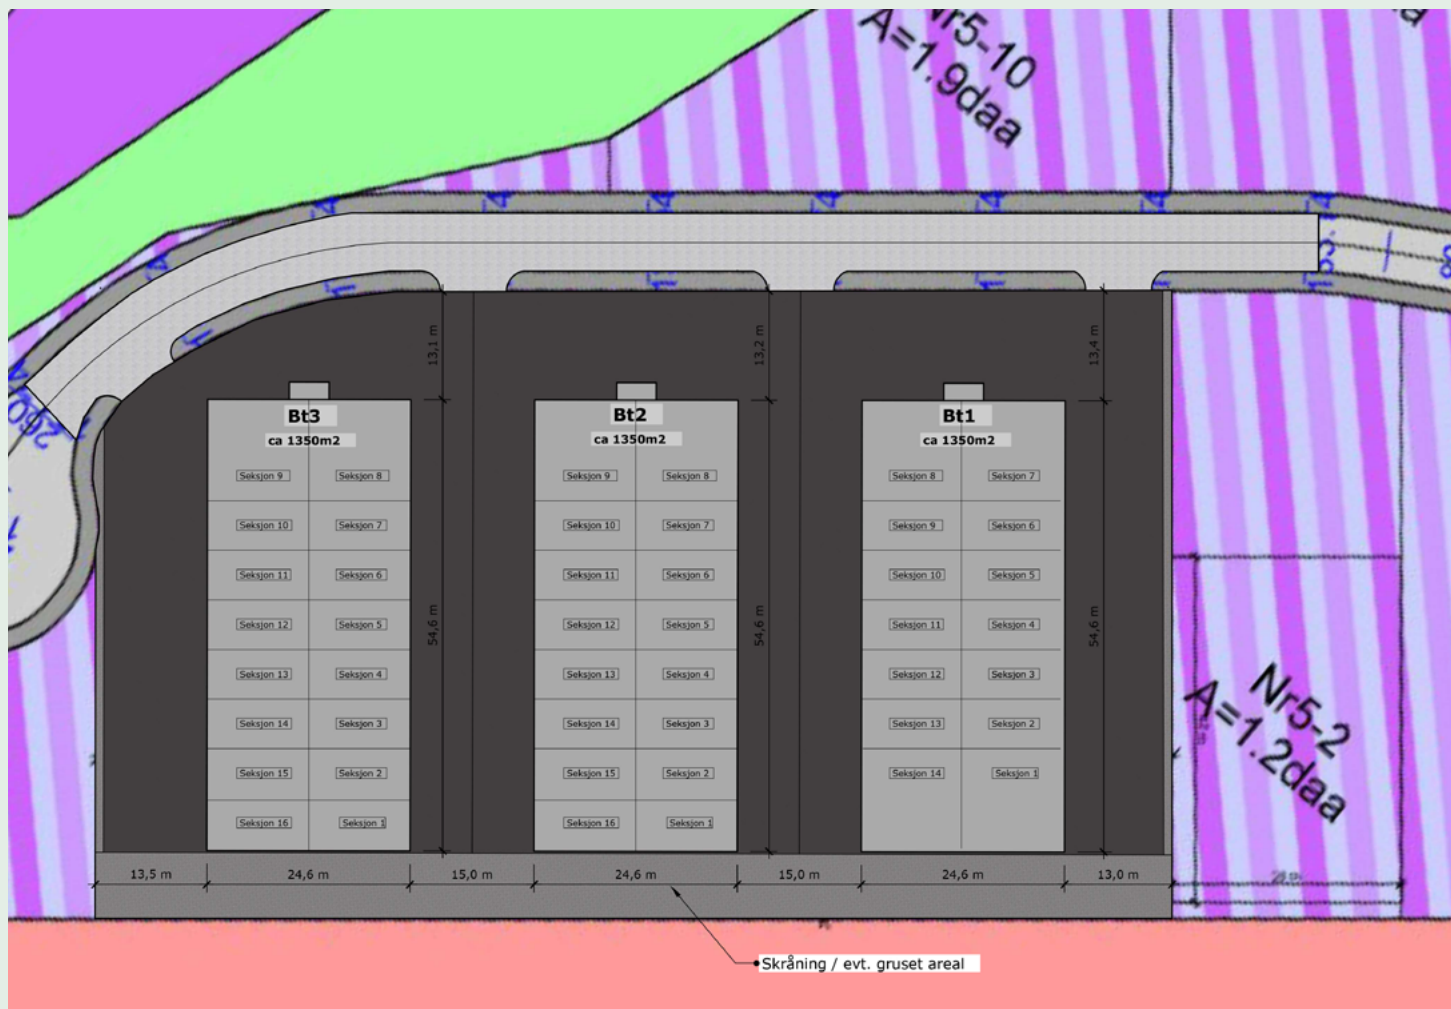 Nr5-10
A=1.9daa
Bt3
ca 1350m2
Seksjon 9
Seksjon 8
Seksjon 10
Seksjon 7
Seksjon 11
Seksjon 6
Seksjon 12
Seksjon 5
Seksjon 13
Seksjon 4
Seksjon 14
Seksjon 3
Seksjon 15
Seksjon 2
Seksjon 16
Seksjon 1
13,1 m
54,6 m
Bt2
ca 1350m2
Seksjon 9
Seksjon 8
Seksjon 10
Seksjon 7
Seksjon 11
Seksjon 6
Seksjon 12
Seksjon 5
Seksjon 13
Seksjon 4
Seksjon 14
Seksjon 3
Seksjon 15
Seksjon 2
Seksjon 16
Seksjon 1
13,2 m
54,6 m
Bt1
ca 1350m2
Seksjon 8
Seksjon 7
Seksjon 9
Seksjon 6
Seksjon 10
Seksjon 5
Seksjon 11
Seksjon 4
Seksjon 12
Seksjon 3
Seksjon 13
Seksjon 2
Seksjon 14
Seksjon 1
13,4 m
54,6 m
Nr5-2
A=1.2daa
13,5 m
24,6 m
15,0 m
24,6 m
15,0 m
24,6 m
13,0 m
Skråning / evt. gruset areal